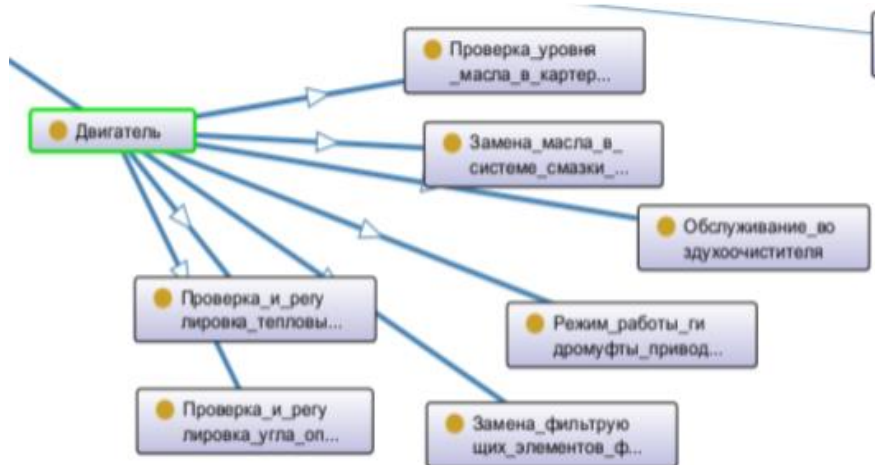 Проверка_уровня
_масла_в_картер...
Двигатель
Замена_масла_в_
системе_смазки_...
Обслуживание_во
здухоочистителя
Проверка_и_регу
лировка_тепловы...
Режим_работы_ги
дромуфты_привод...
Проверка_и_регу
лировка_угла_оп...
Замена_фильтрую
щих_элементов_ф...